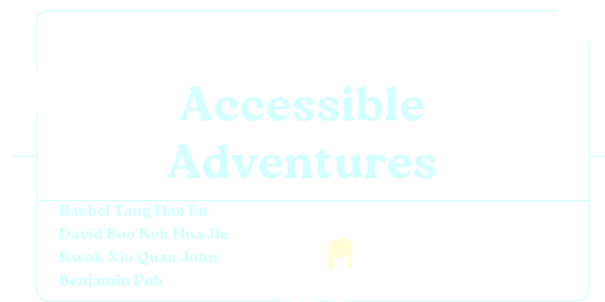 Accessible
Adventures
Rachel Tang Hao En
David Boo Koh Hua Jie
Kwok Xiu Quan John
Benjamin Poh